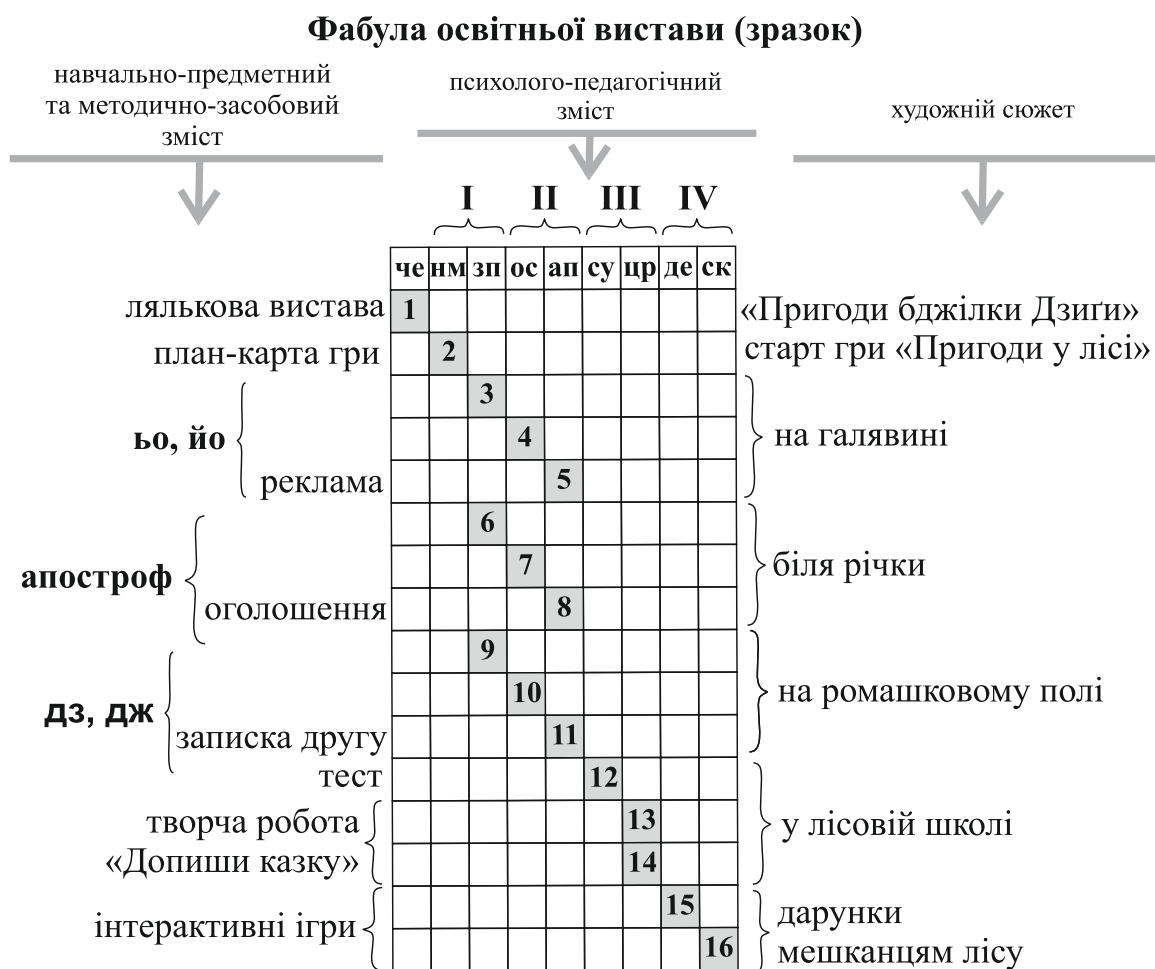 Фабула освітньої вистави (зразок)
навчально-предметний
та методично-засобовий
зміст
психолого-педагогічний
зміст
художній сюжет
I II III IV
че нм зп ос ап су цр де ск
лялькова вистава 1 «Пригоди бджілки Дзиґи»
план-карта гри 2 старт гри «Пригоди у лісі»
3
ьо, йо 4 на галявині
реклама 5
6
апостроф 7 біля річки
оголошення 8
9
дз, дж 10 на ромашковому полі
записка другу 11
тест 12
творча робота 13 у лісовій школі
«Допиши казку» 14
інтерактивні ігри 15 дарунки
16 мешканцям лісу